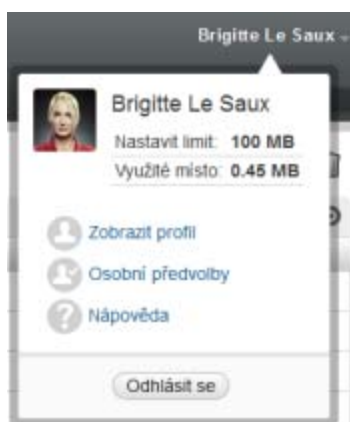 Brigitte Le Saux
Brigitte Le Saux
Nastavit limit: 100 MB
Využité místo: 0.45 MB
Zobrazit profil
Osobní předvolby
Nápověda
Odhlásit se